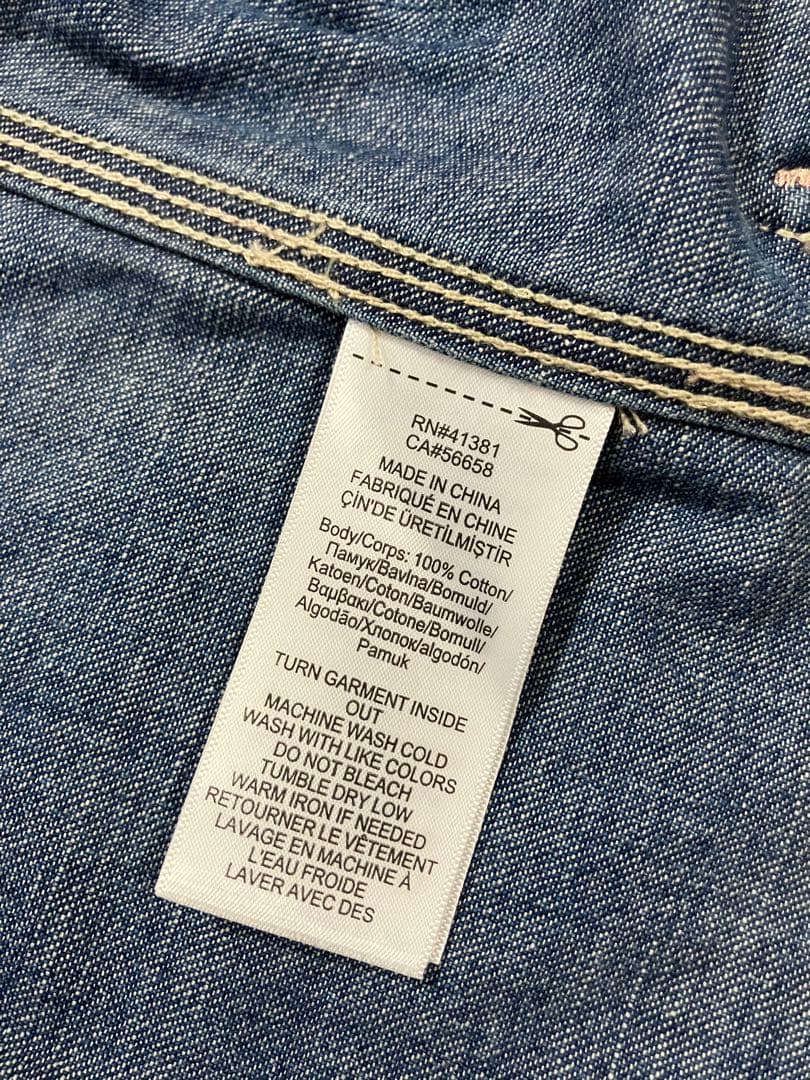 RN#41381
CA#56658
MADE IN CHINA
FABRIQUÉ EN CHINE
ÇİN'DE ÜRETİLMİŞTİR
Body/Corps: 100% Cotton/
Памук/Bavlna/Bomuld/
Katoen/Coton/Baumwolle/
Βαμβακι/Cotone/Bomull/
Algodão/Хлопок/algodón/
Pamuk
TURN GARMENT INSIDE
OUT
MACHINE WASH COLD
WASH WITH LIKE COLORS
DO NOT BLEACH
TUMBLE DRY LOW
WARM IRON IF NEEDED
RETOURNER LE VÊTEMENT
LAVAGE EN MACHINE À
L'EAU FROIDE
LAVER AVEC DES